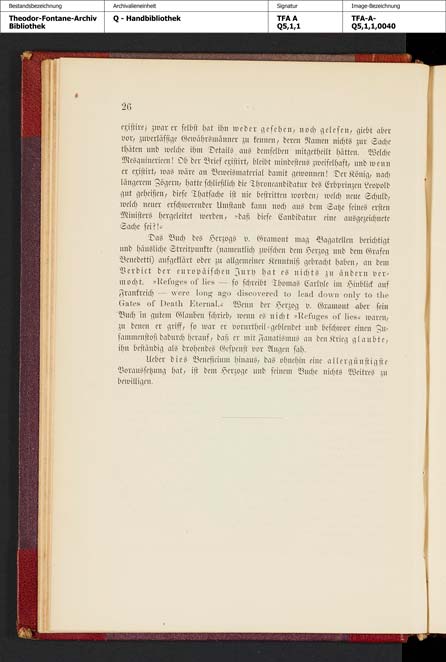 Bestandsbezeichnung
Archivalieneinheit
Signatur
Image-Bezeichnung
Theodor-Fontane-Archiv
Bibliothek
Q - Handbibliothek
TFA A
Q5,1,1
TFA-A-
Q5,1,1,0040
26
existire; zwar er selbst hat ihn weder gesehen, noch gelesen, giebt aber
vor, zuverlässige Gewährsmänner zu kennen, deren Namen nichts zur Sache
thäten und welche ihm Details aus demselben mitgetheilt hätten. Welche
Mesquinerieen! Ob der Brief existirt, bleibt mindestens zweifelhaft, und wenn
er existirt, was wäre an Beweismaterial damit gewonnen! Der König, nach
längerem Zögern, hatte schließlich die Throncandidatur des Erbprinzen Leopold
gut geheißen, diese Thatsache ist nie bestritten worden; welch neue Schuld,
welch neuer erschwerender Umstand kann noch aus dem Satze seines ersten
Ministers hergeleitet werden, »daß diese Candidatur eine ausgezeichnete
Sache sei?!«
Das Buch des Herzogs v. Gramont mag Bagatellen berichtigt
und häusliche Streitpunkte (namentlich zwischen dem Herzog und dem Grafen
Benedetti) aufgeklärt oder zu allgemeiner Kenntniß gebracht haben, an dem
Verdict der europäischen Jury hat es nichts zu ändern ver-
mocht. »Refuges of lies — so schreibt Thomas Carlyle im Hinblick auf
Frankreich — were long ago discovered to lead down only to the
Gates of Death Eternal.« Wenn der Herzog v. Gramont aber sein
Buch in gutem Glauben schrieb, wenn es nicht »Refuges of lies« waren,
zu denen er griff, so war er vorurtheil-geblendet und beschwor einen Zu-
sammenstoß dadurch herauf, daß er mit Fanatismus an den Krieg glaubte,
ihn beständig als drohendes Gespenst vor Augen sah.
Ueber dies Beneficium hinaus, das ohnehin eine allergünstigste
Voraussetzung hat, ist dem Herzoge und seinem Buche nichts Weitres zu
bewilligen.